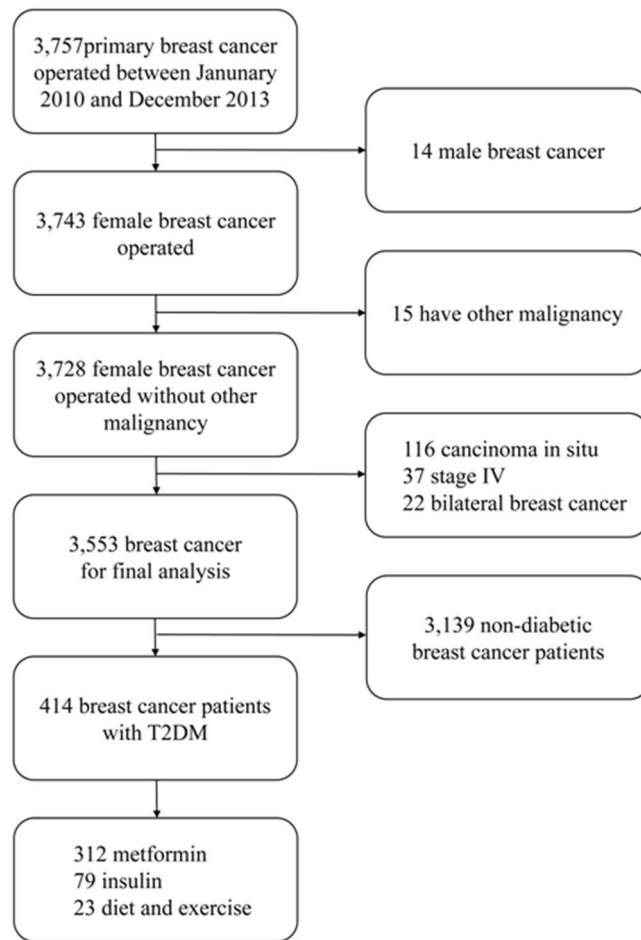 3,757primary breast cancer
operated between Janunary
2010 and December 2013
14 male breast cancer
3,743 female breast cancer
operated
15 have other malignancy
3,728 female breast cancer
operated without other
malignancy
116 cancinoma in situ
37 stage IV
22 bilateral breast cancer
3,553 breast cancer
for final analysis
3,139 non-diabetic
breast cancer patients
414 breast cancer patients
with T2DM
312 metformin
79 insulin
23 diet and exercise